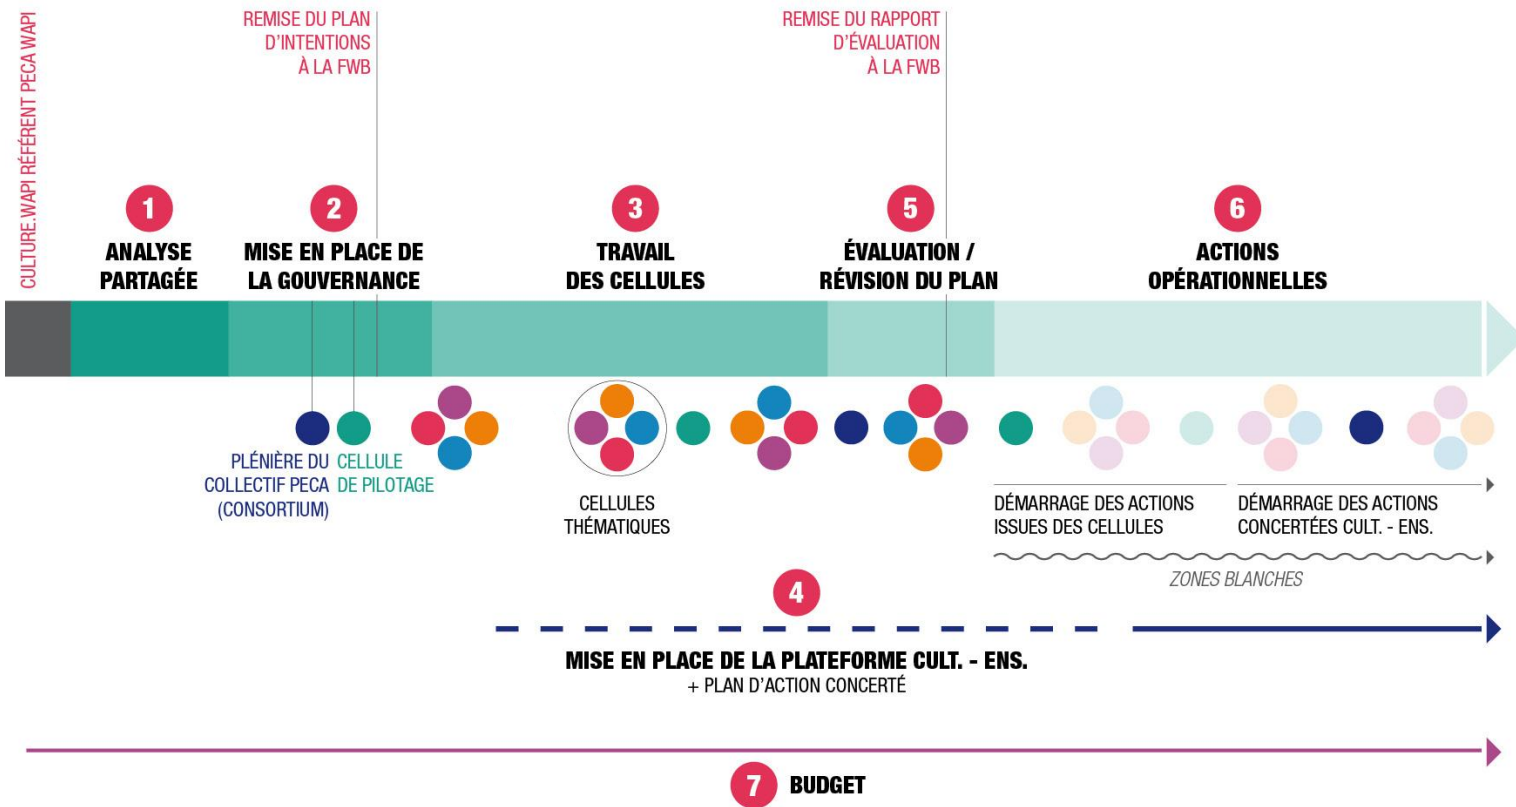 CULTURE.WAPI RÉFÉRENT PECA WAPI
REMISE DU PLAN
D'INTENTIONS
À LA FWB
REMISE DU RAPPORT
D'ÉVALUATION
À LA FWB
1
ANALYSE
PARTAGÉE
2
MISE EN PLACE DE
LA GOUVERNANCE
3
TRAVAIL
DES CELLULES
5
ÉVALUATION /
RÉVISION DU PLAN
6
ACTIONS
OPÉRATIONNELLES
PLÉNIÈRE DU
COLLECTIF PECA
(CONSORTIUM)
CELLULE
DE PILOTAGE
CELLULES
THÉMATIQUES
DÉMARRAGE DES ACTIONS
ISSUES DES CELLULES
DÉMARRAGE DES ACTIONS
CONCERTÉES CULT. - ENS.
ZONES BLANCHES
4
MISE EN PLACE DE LA PLATEFORME CULT. - ENS.
+ PLAN D'ACTION CONCERTÉ
7 BUDGET